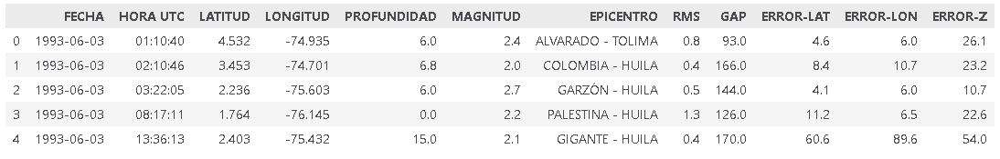 FECHA HORA UTC LATITUD LONGITUD PROFUNDIDAD MAGNITUD EPICENTRO RMS GAP ERROR-LAT ERROR-LON ERROR-Z
0 1993-06-03 01:10:40 4.532 -74.935 6.0 2.4 ALVARADO - TOLIMA 0.8 93.0 4.6 6.0 26.1
1 1993-06-03 02:10:46 3.453 -74.701 6.8 2.0 COLOMBIA - HUILA 0.4 166.0 8.4 10.7 23.2
2 1993-06-03 03:22:05 2.236 -75.603 6.0 2.7 GARZÓN - HUILA 0.5 144.0 4.1 6.0 10.7
3 1993-06-03 08:17:11 1.764 -76.145 0.0 2.2 PALESTINA - HUILA 1.3 126.0 11.2 6.5 22.6
4 1993-06-03 13:36:13 2.403 -75.432 15.0 2.1 GIGANTE - HUILA 0.4 170.0 60.6 89.6 54.0